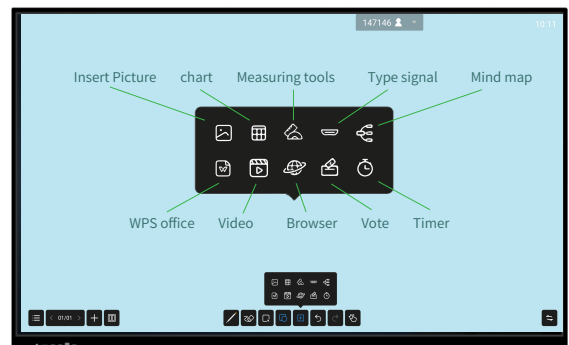 147146
10:11
Insert Picture chart Measuring tools Type signal Mind map
WPS office Video Browser Vote Timer
01/01